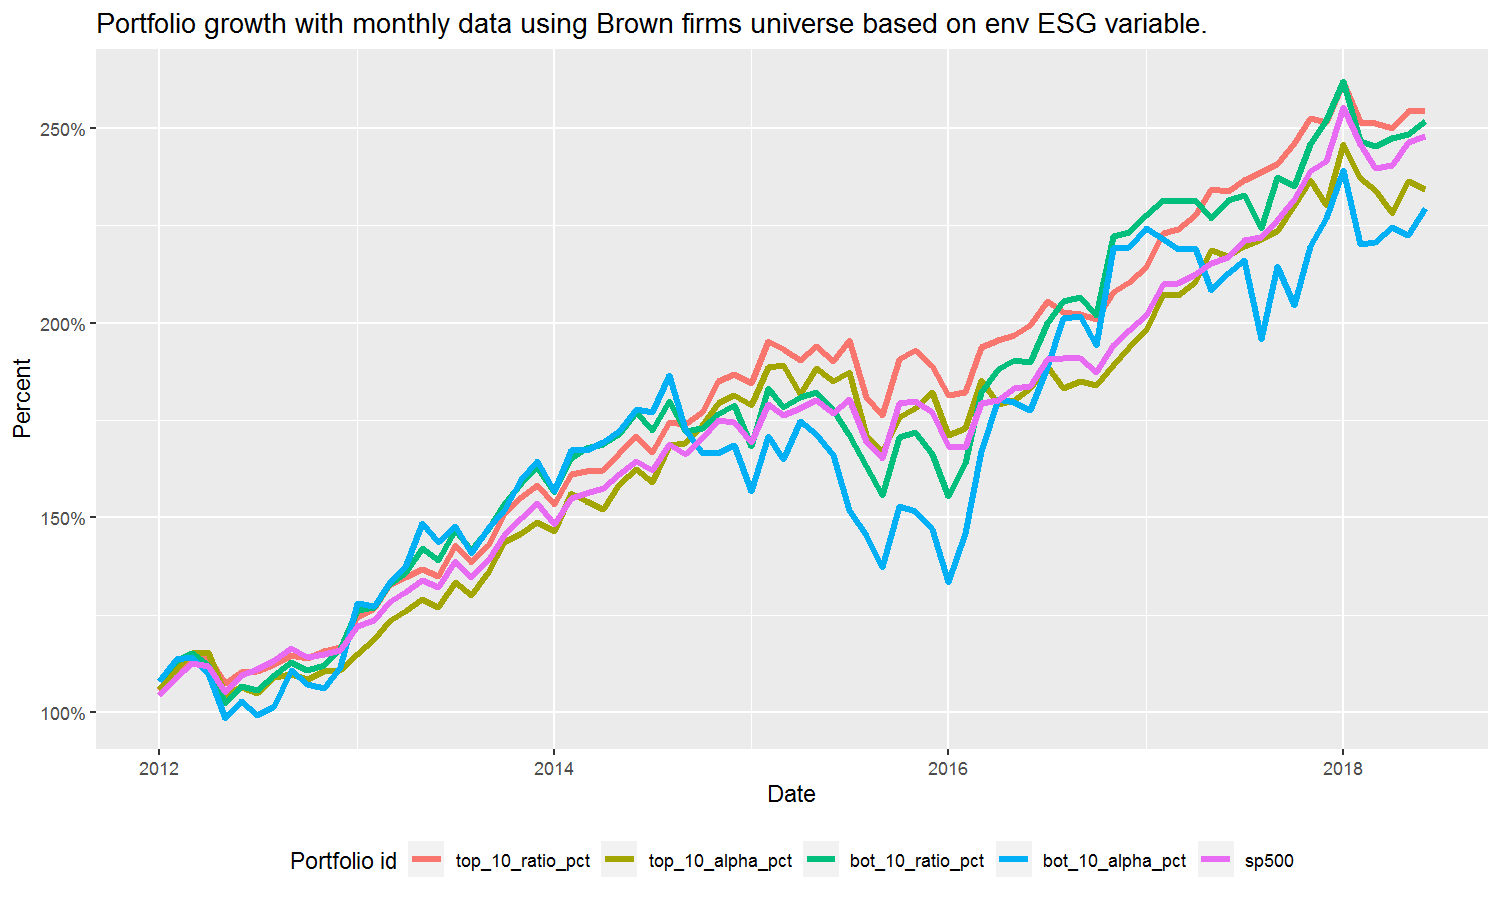 Portfolio growth with monthly data using Brown firms universe based on env ESG variable.
250%
200%
150%
100%
Percent
2012 2014 2016 2018
Date
Portfolio id top_10_ratio_pct top_10_alpha_pct bot_10_ratio_pct bot_10_alpha_pct sp500